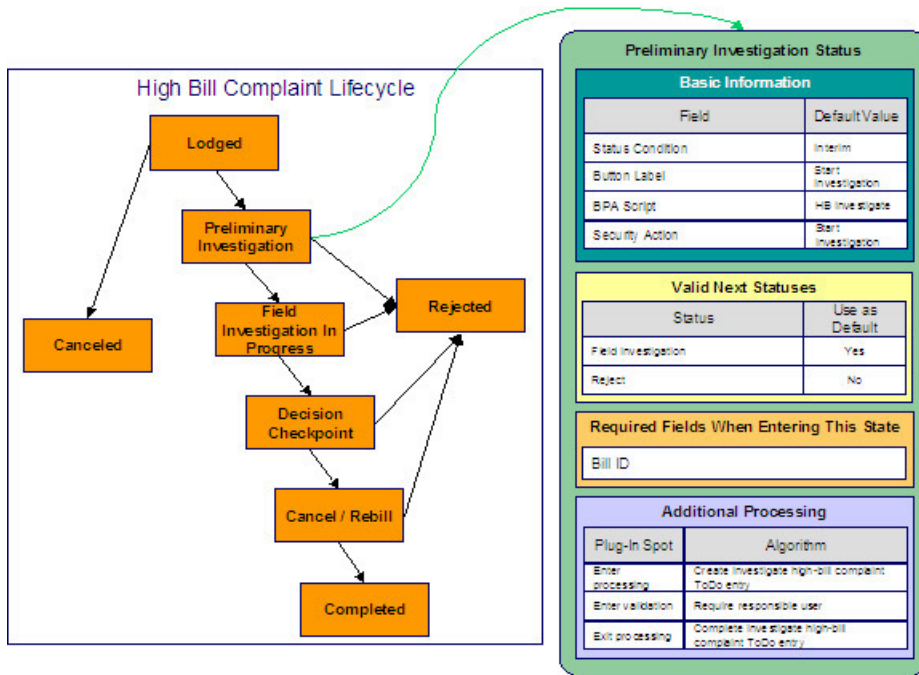 High Bill Complaint Lifecycle
Lodged
Preliminary
Investigation
Field
Investigation In
Progress
Rejected
Canceled
Decision
Checkpoint
Cancel / Rebill
Completed
Preliminary Investigation Status
Basic Information
Field Default Value
Status Condition Interim
Button Label Start
Investigation
BPA Script HB Investigate
Security Action Start
Investigation
Valid Next Statuses
Status Use as
Default
Field Investigation Yes
Reject No
Required Fields When Entering This State
Bill ID
Additional Processing
Plug-In Spot Algorithm
Enter
processing Create investigate high-bill complaint
ToDo entry
Enter validation Require responsible user
Exit processing Complete investigate high-bill
complaint ToDo entry